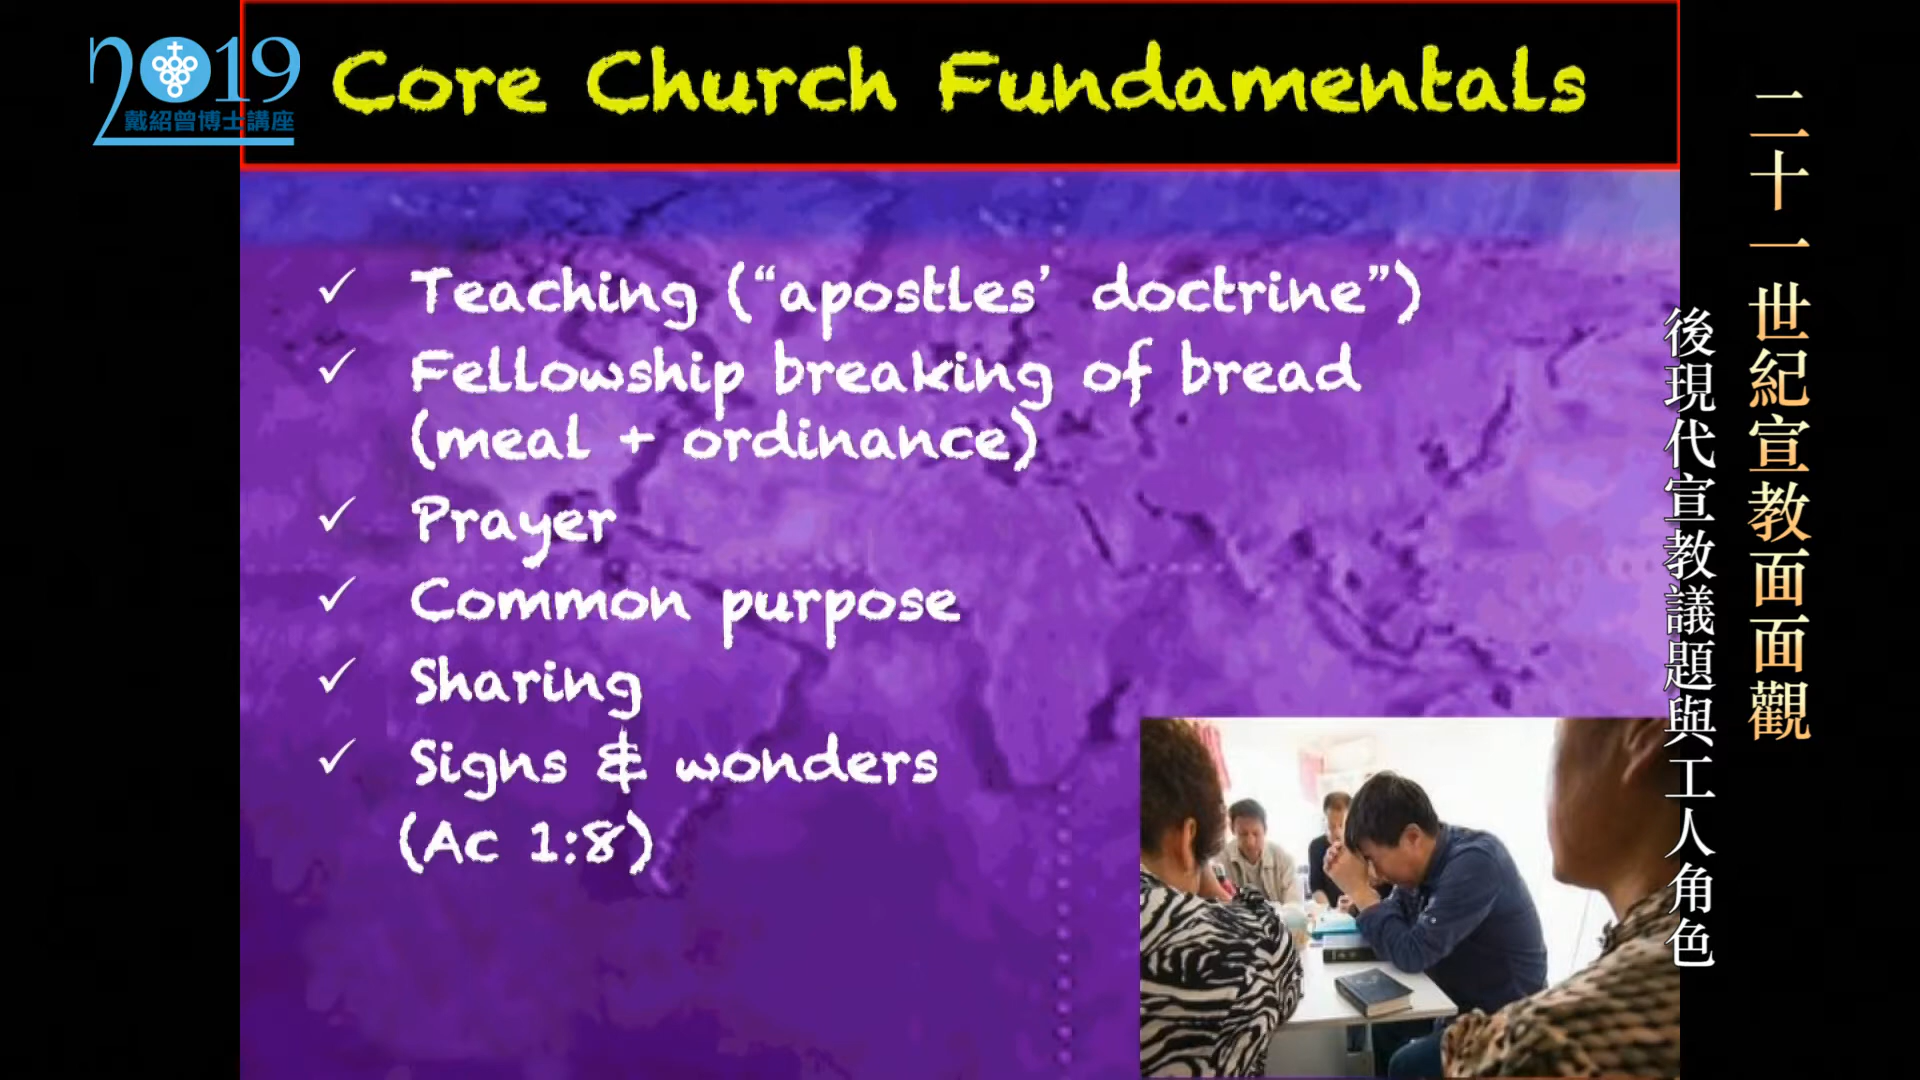 2019
戴紹曾博士講座
Core Church Fundamentals
✓ Teaching (“apostles’ doctrine”)
✓ Fellowship breaking of bread
(meal + ordinance)
✓ Prayer
✓ Common purpose
✓ Sharing
✓ Signs & wonders
(Ac 1:8)
二十一世紀宣教面面觀
後現代宣教議題與工人角色